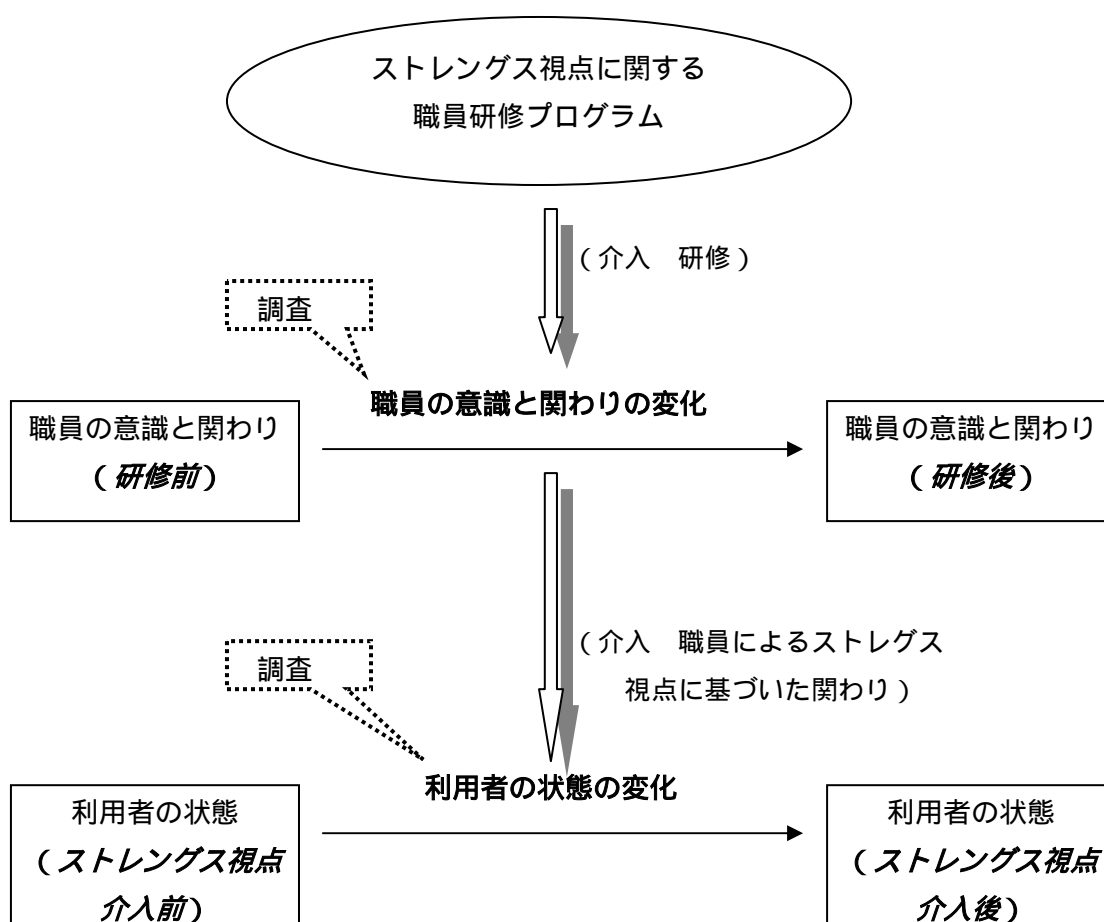 ストレングス視点に関する
職員研修プログラム
(介入 研修)
調査
職員の意識と関わりの変化
職員の意識と関わり
(研修前)
職員の意識と関わり
(研修後)
(介入 職員によるストレグス
視点に基づいた関わり)
調査
利用者の状態の変化
利用者の状態
(ストレングス視点
介入前)
利用者の状態
(ストレングス視点
介入後)